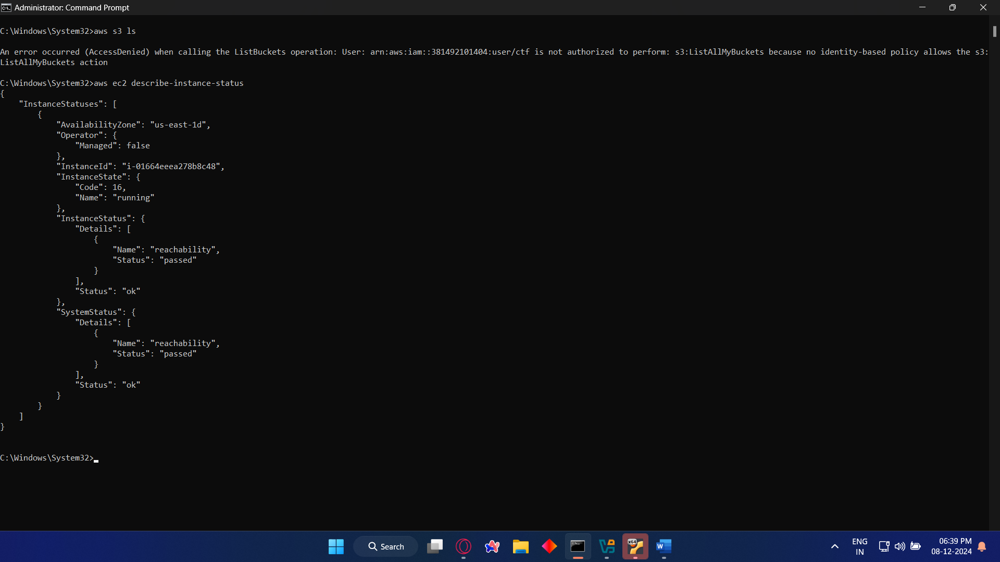 Administrator: Command Prompt
C:\Windows\System32>aws s3 ls
An error occurred (AccessDenied) when calling the ListBuckets operation: User: arn:aws:iam::381492101404:user/ctf is not authorized to perform: s3:ListAllMyBuckets because no identity-based policy allows the s3:
ListAllMyBuckets action
C:\Windows\System32>aws ec2 describe-instance-status
{
    "InstanceStatuses": [
        {
            "AvailabilityZone": "us-east-1d",
            "Operator": {
                "Managed": false
            },
            "InstanceId": "i-01664eeea278b8c48",
            "InstanceState": {
                "Code": 16,
                "Name": "running"
            },
            "InstanceStatus": {
                "Details": [
                    {
                        "Name": "reachability",
                        "Status": "passed"
                    }
                ],
                "Status": "ok"
            },
            "SystemStatus": {
                "Details": [
                    {
                        "Name": "reachability",
                        "Status": "passed"
                    }
                ],
                "Status": "ok"
            }
        }
    ]
}
C:\Windows\System32>
Search
x64
W
ENG
IN
06:39 PM
08-12-2024